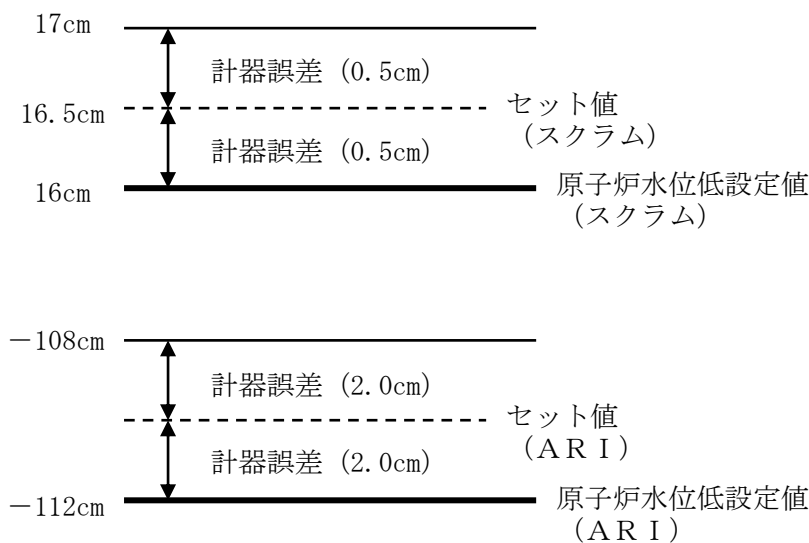 17cm
計器誤差 (0.5cm)
16.5cm
セット値
(スクラム)
計器誤差 (0.5cm)
16cm
原子炉水位低設定値
(スクラム)
－108cm
計器誤差 (2.0cm)
セット値
(ＡＲＩ)
計器誤差 (2.0cm)
－112cm
原子炉水位低設定値
(ＡＲＩ)